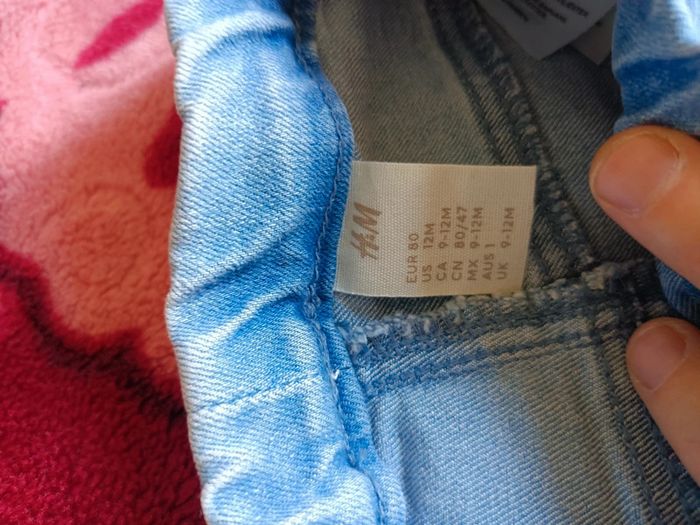 H&M
EUR 80
US 12M
CA 9-12M
CN 80/47
MX 9-12M
AUS 1
UK 9-12M